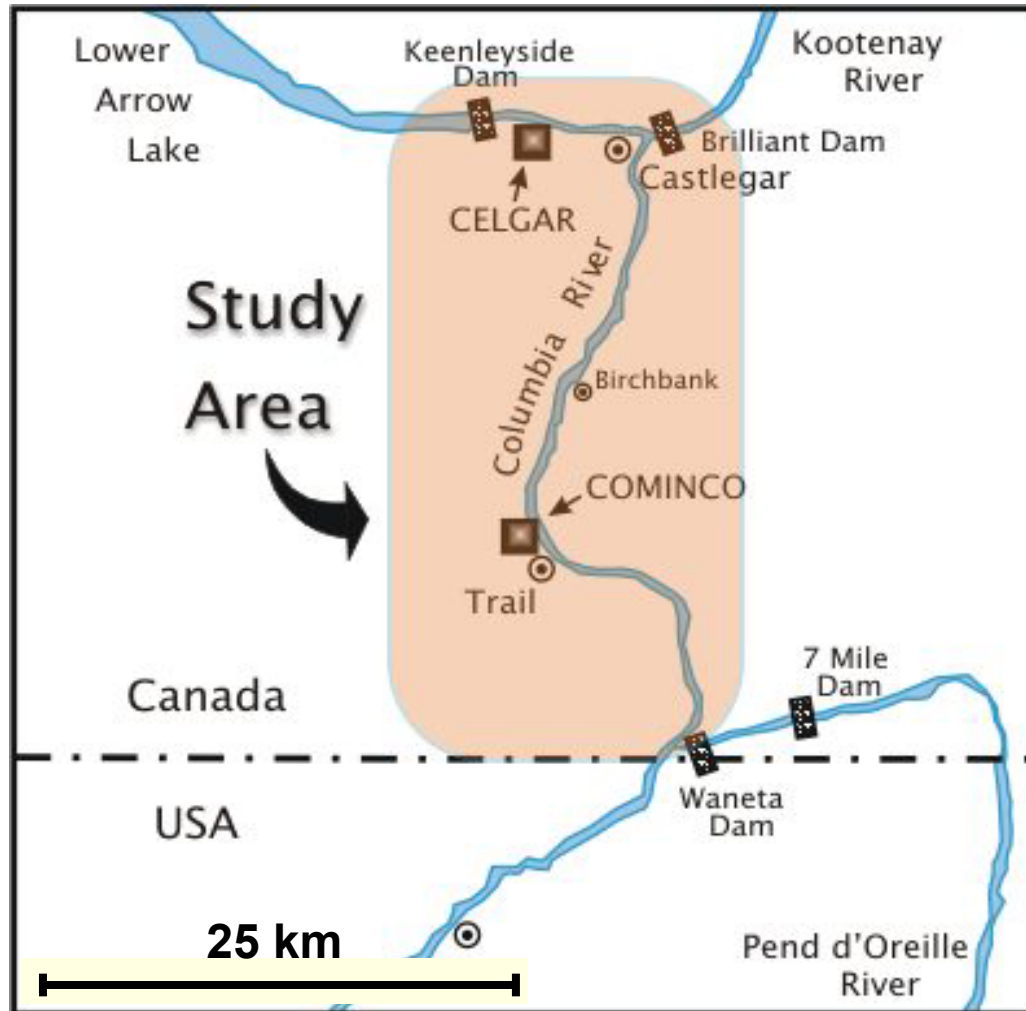 Lower
Arrow
Lake
Keenleyside
Dam
Kootenay
River
Brilliant Dam
Castlegar
CELGAR
Study
Area
Columbia River
Birchbank
COMINCO
Trail
7 Mile
Dam
Canada
USA
Waneta
Dam
25 km
Pend d'Oreille
River